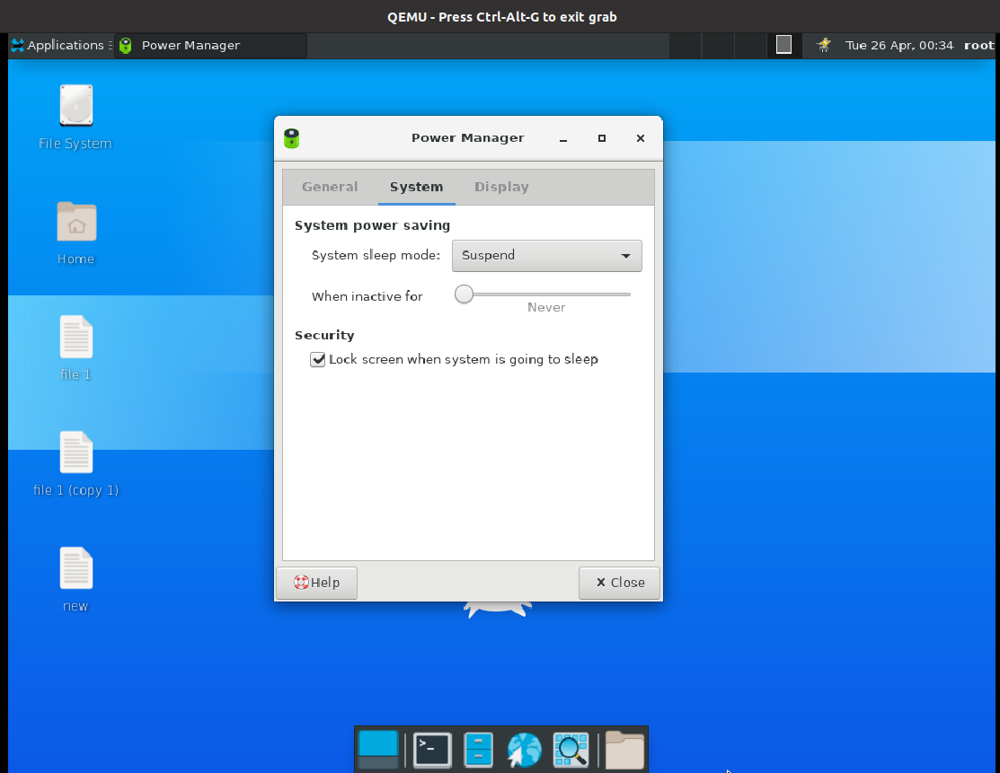 QEMU - Press Ctrl-Alt-G to exit grab
Applications Power Manager Tue 26 Apr, 00:34 root
File System
Home
file 1
file 1 (copy 1)
new
Power Manager
General System Display
System power saving
System sleep mode: Suspend
When inactive for
Never
Security
Lock screen when system is going to sleep
Help Close
>_